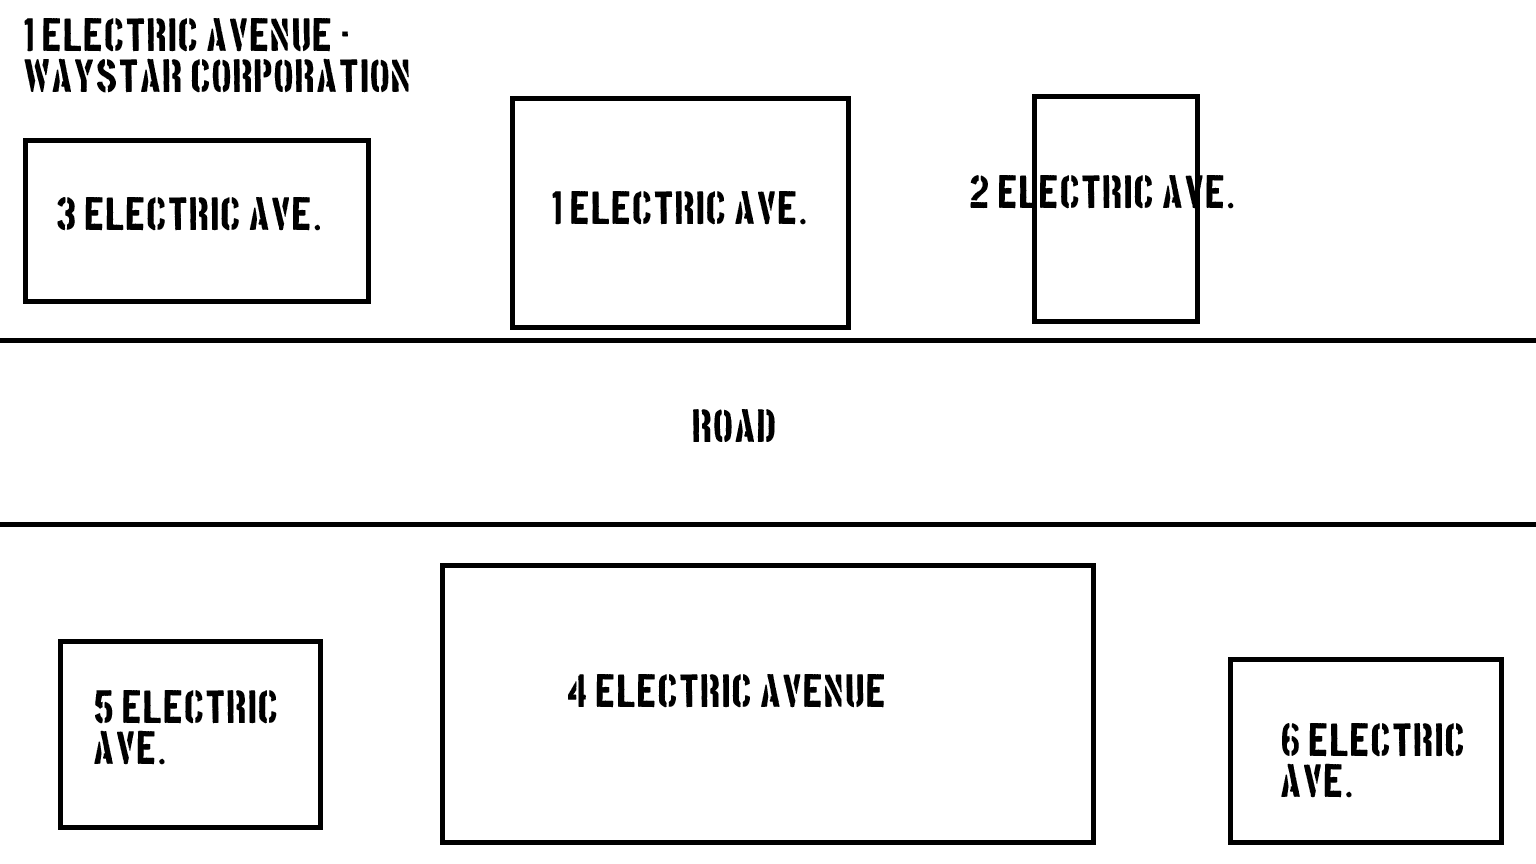 1 ELECTRIC AVENUE -
WAYSTAR CORPORATION
3 ELECTRIC AVE.
1 ELECTRIC AVE.
2 ELECTRIC AVE.
ROAD
5 ELECTRIC
AVE.
4 ELECTRIC AVENUE
6 ELECTRIC
AVE.